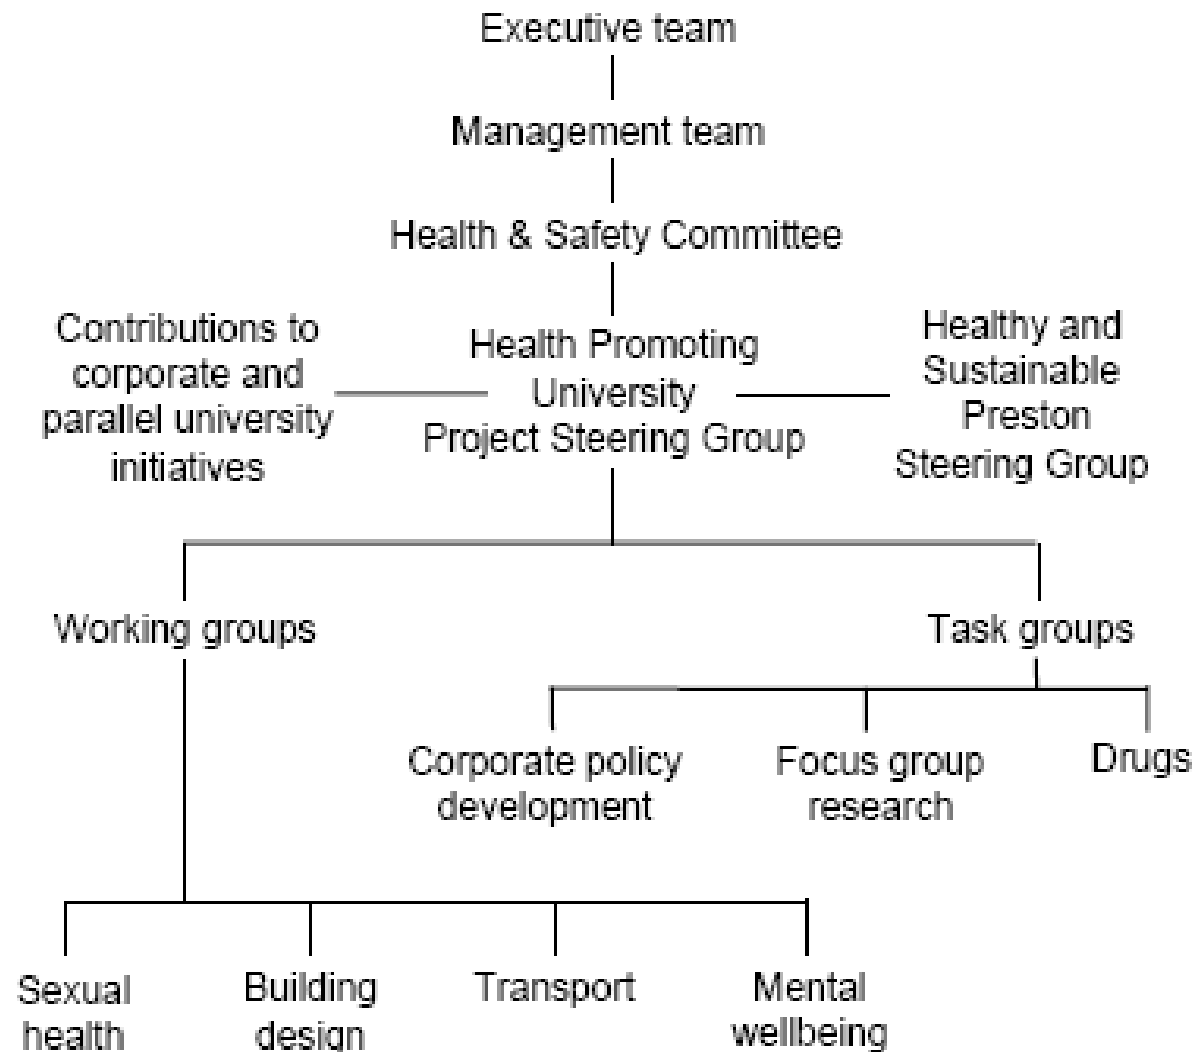 Executive team
Management team
Health & Safety Committee
Contributions to
corporate and
parallel university
initiatives
Health Promoting
University
Project Steering Group
Healthy and
Sustainable
Preston
Steering Group
Working groups
Task groups
Corporate policy
development
Focus group
research
Drugs
Sexual
health
Building
design
Transport
Mental
wellbeing